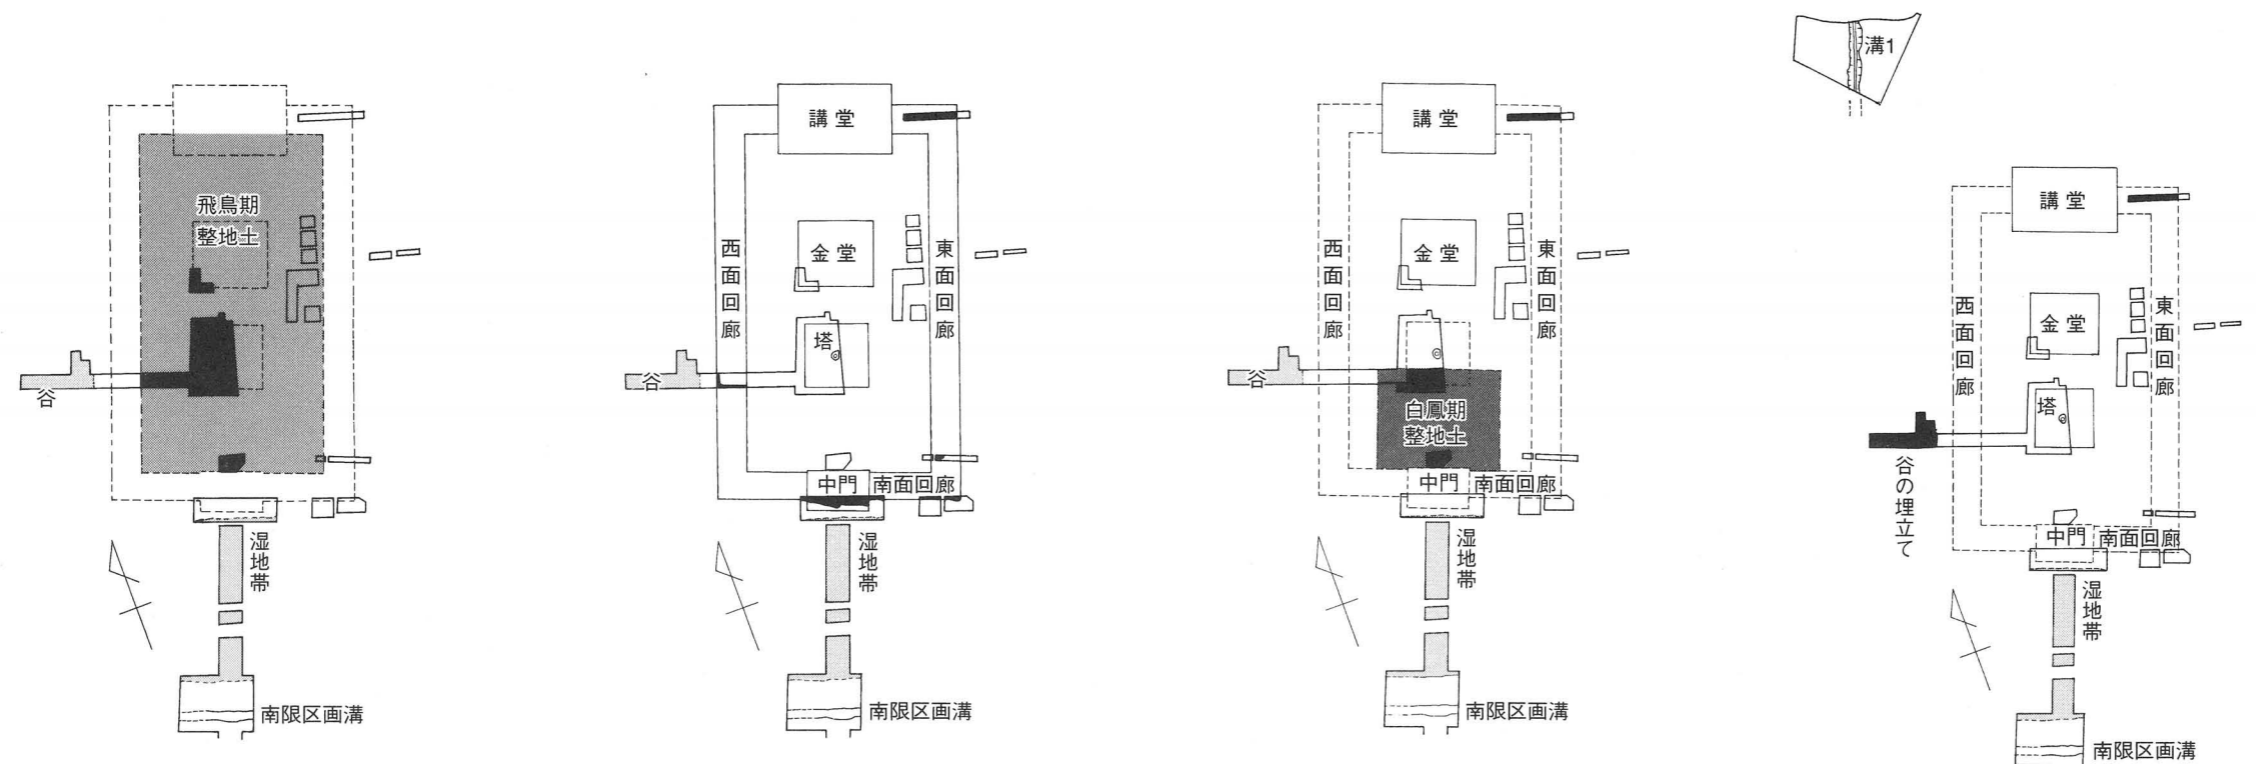 飛鳥期
整地土
谷
湿地帯
南限区画溝
講堂
西面回廊
金堂
東面回廊
塔
谷
中門
南面回廊
湿地帯
南限区画溝
講堂
西面回廊
金堂
東面回廊
谷
白鳳期
整地土
中門
南面回廊
湿地帯
南限区画溝
溝1
講堂
西面回廊
金堂
東面回廊
塔
谷の埋立て
中門
南面回廊
湿地帯
南限区画溝